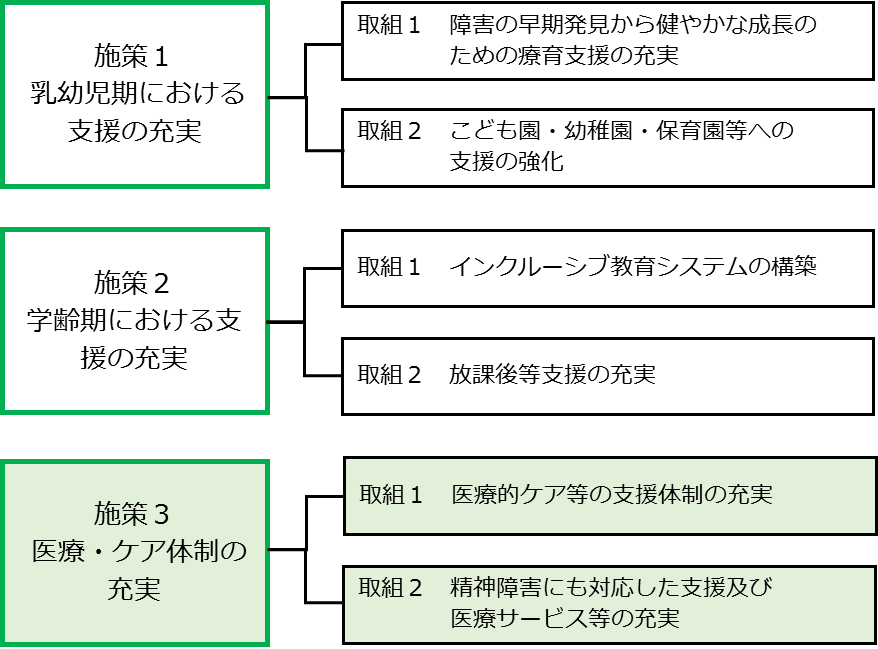 施策１
乳幼児期における
支援の充実
取組１　障害の早期発見から健やかな成長の
ための療育支援の充実
取組２　こども園・幼稚園・保育園等への
支援の強化
施策２
学齢期における支
援の充実
取組１　インクルーシブ教育システムの構築
取組２　放課後等支援の充実
施策３
医療・ケア体制の
充実
取組１　医療的ケア等の支援体制の充実
取組２　精神障害にも対応した支援及び
医療サービス等の充実